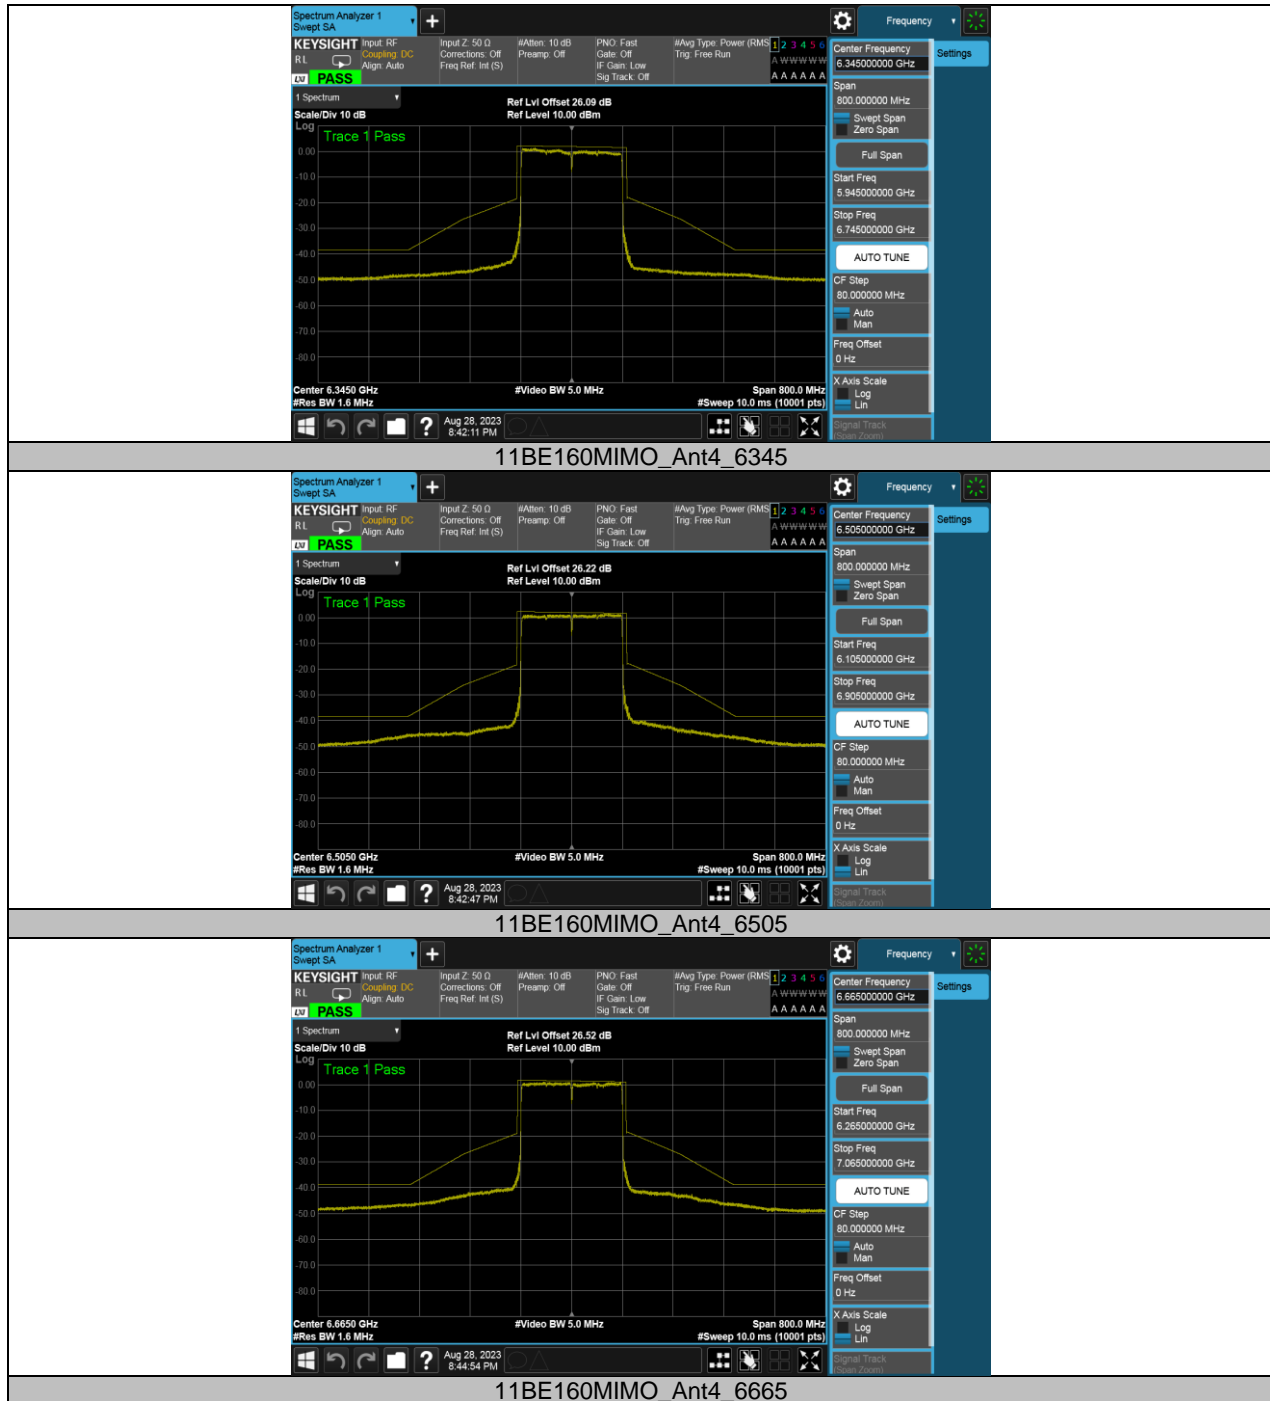 Spectrum Analyzer 1
Swept SA
Frequency
KEYSIGHT
RL
LXI
PASS
Input: RF
Coupling: DC
Align: Auto
Input Z: 50 Ω
Corrections: Off
Freq Ref: Int (S)
#Atten: 10 dB
Preamp: Off
PNO: Fast
Gate: Off
IF Gain: Low
Sig Track: Off
#Avg Type: Power (RMS
Trig: Free Run
1 2 3 4 5 6
A W W W W W
A A A A A A
Center Frequency
6.345000000 GHz
Settings
Span
800.000000 MHz
Swept Span
Zero Span
Full Span
Start Freq
5.945000000 GHz
Stop Freq
6.745000000 GHz
AUTO TUNE
CF Step
80.000000 MHz
Auto
Man
Freq Offset
0 Hz
X Axis Scale
Log
Lin
Signal Track
(Span Zoom)
1 Spectrum
Scale/Div 10 dB
Ref Lvl Offset 26.09 dB
Ref Level 10.00 dBm
Log
Trace 1 Pass
0.00
-10.0
-20.0
-30.0
-40.0
-50.0
-60.0
-70.0
-80.0
Center 6.3450 GHz
#Res BW 1.6 MHz
#Video BW 5.0 MHz
Span 800.0 MHz
#Sweep 10.0 ms (10001 pts)
Aug 28, 2023
8:42:11 PM
11BE160MIMO_Ant4_6345
Spectrum Analyzer 1
Swept SA
Frequency
KEYSIGHT
RL
LXI
PASS
Input: RF
Coupling: DC
Align: Auto
Input Z: 50 Ω
Corrections: Off
Freq Ref: Int (S)
#Atten: 10 dB
Preamp: Off
PNO: Fast
Gate: Off
IF Gain: Low
Sig Track: Off
#Avg Type: Power (RMS
Trig: Free Run
1 2 3 4 5 6
A W W W W W
A A A A A A
Center Frequency
6.505000000 GHz
Settings
Span
800.000000 MHz
Swept Span
Zero Span
Full Span
Start Freq
6.105000000 GHz
Stop Freq
6.905000000 GHz
AUTO TUNE
CF Step
80.000000 MHz
Auto
Man
Freq Offset
0 Hz
X Axis Scale
Log
Lin
Signal Track
(Span Zoom)
1 Spectrum
Scale/Div 10 dB
Ref Lvl Offset 26.22 dB
Ref Level 10.00 dBm
Log
Trace 1 Pass
0.00
-10.0
-20.0
-30.0
-40.0
-50.0
-60.0
-70.0
-80.0
Center 6.5050 GHz
#Res BW 1.6 MHz
#Video BW 5.0 MHz
Span 800.0 MHz
#Sweep 10.0 ms (10001 pts)
Aug 28, 2023
8:42:47 PM
11BE160MIMO_Ant4_6505
Spectrum Analyzer 1
Swept SA
Frequency
KEYSIGHT
RL
LXI
PASS
Input: RF
Coupling: DC
Align: Auto
Input Z: 50 Ω
Corrections: Off
Freq Ref: Int (S)
#Atten: 10 dB
Preamp: Off
PNO: Fast
Gate: Off
IF Gain: Low
Sig Track: Off
#Avg Type: Power (RMS
Trig: Free Run
1 2 3 4 5 6
A W W W W W
A A A A A A
Center Frequency
6.665000000 GHz
Settings
Span
800.000000 MHz
Swept Span
Zero Span
Full Span
Start Freq
6.265000000 GHz
Stop Freq
7.065000000 GHz
AUTO TUNE
CF Step
80.000000 MHz
Auto
Man
Freq Offset
0 Hz
X Axis Scale
Log
Lin
Signal Track
(Span Zoom)
1 Spectrum
Scale/Div 10 dB
Ref Lvl Offset 26.52 dB
Ref Level 10.00 dBm
Log
Trace 1 Pass
0.00
-10.0
-20.0
-30.0
-40.0
-50.0
-60.0
-70.0
-80.0
Center 6.6650 GHz
#Res BW 1.6 MHz
#Video BW 5.0 MHz
Span 800.0 MHz
#Sweep 10.0 ms (10001 pts)
Aug 28, 2023
8:44:54 PM
11BE160MIMO_Ant4_6665